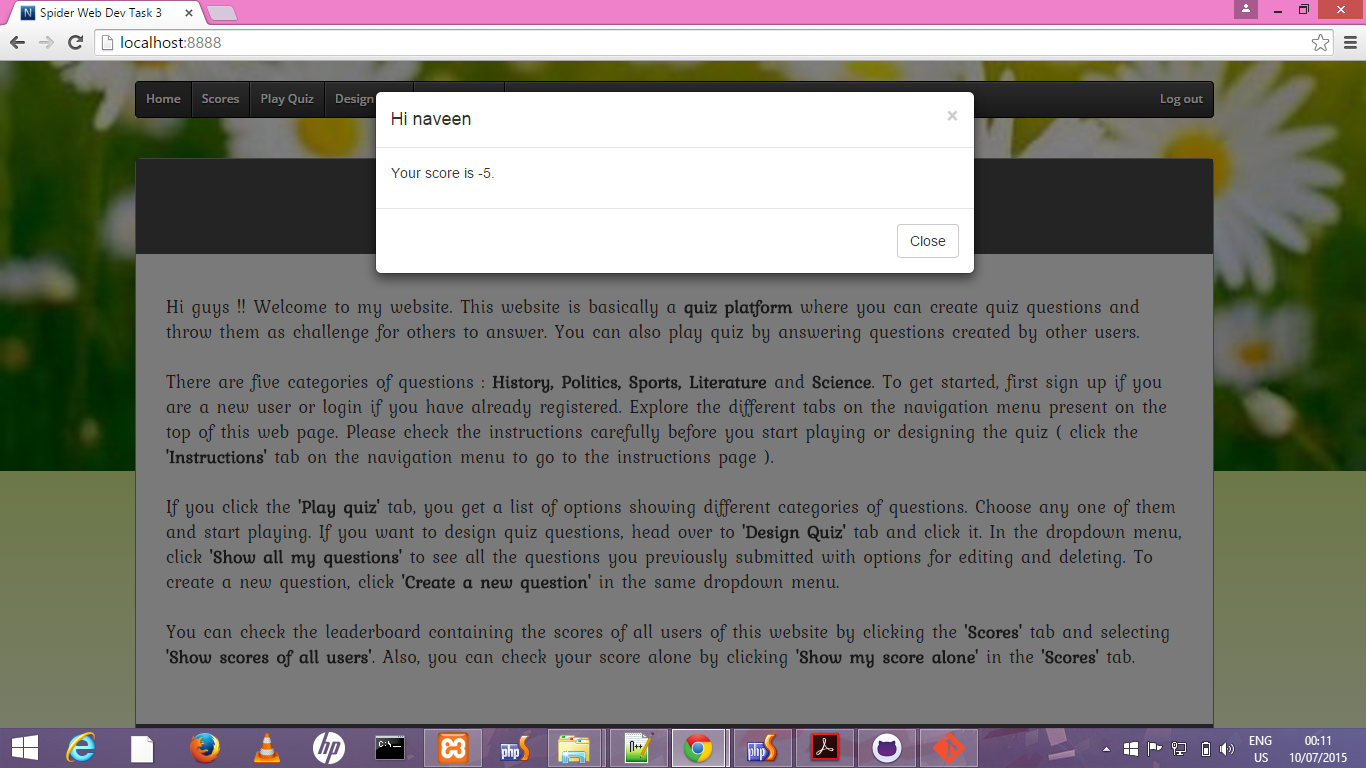 Spider Web Dev Task 3
localhost:8888
Home Scores Play Quiz Design Log out
Hi naveen ×
Your score is -5.
Close
Hi guys !! Welcome to my website. This website is basically a quiz platform where you can create quiz questions and
throw them as challenge for others to answer. You can also play quiz by answering questions created by other users.
There are five categories of questions : History, Politics, Sports, Literature and Science. To get started, first sign up if you
are a new user or login if you have already registered. Explore the different tabs on the navigation menu present on the
top of this web page. Please check the instructions carefully before you start playing or designing the quiz ( click the
'Instructions' tab on the navigation menu to go to the instructions page ).
If you click the 'Play quiz' tab, you get a list of options showing different categories of questions. Choose any one of them
and start playing. If you want to design quiz questions, head over to 'Design Quiz' tab and click it. In the dropdown menu,
click 'Show all my questions' to see all the questions you previously submitted with options for editing and deleting. To
create a new question, click 'Create a new question' in the same dropdown menu.
You can check the leaderboard containing the scores of all users of this website by clicking the 'Scores' tab and selecting
'Show scores of all users'. Also, you can check your score alone by clicking 'Show my score alone' in the 'Scores' tab.
ENG 00:11
US 10/07/2015